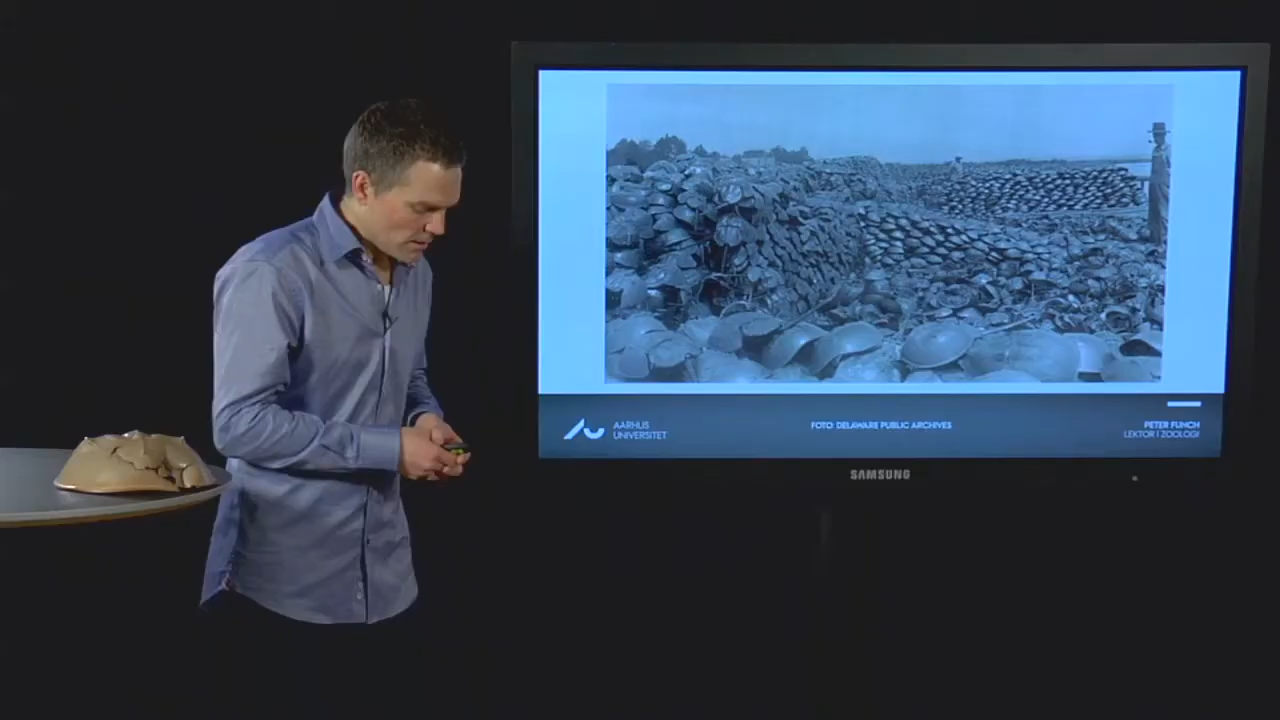 AARHUS
UNIVERSITET
FOTO: DELAWARE PUBLIC ARCHIVES
PETER FUNCH
LEKTOR I ZOOLOGI
SAMSUNG